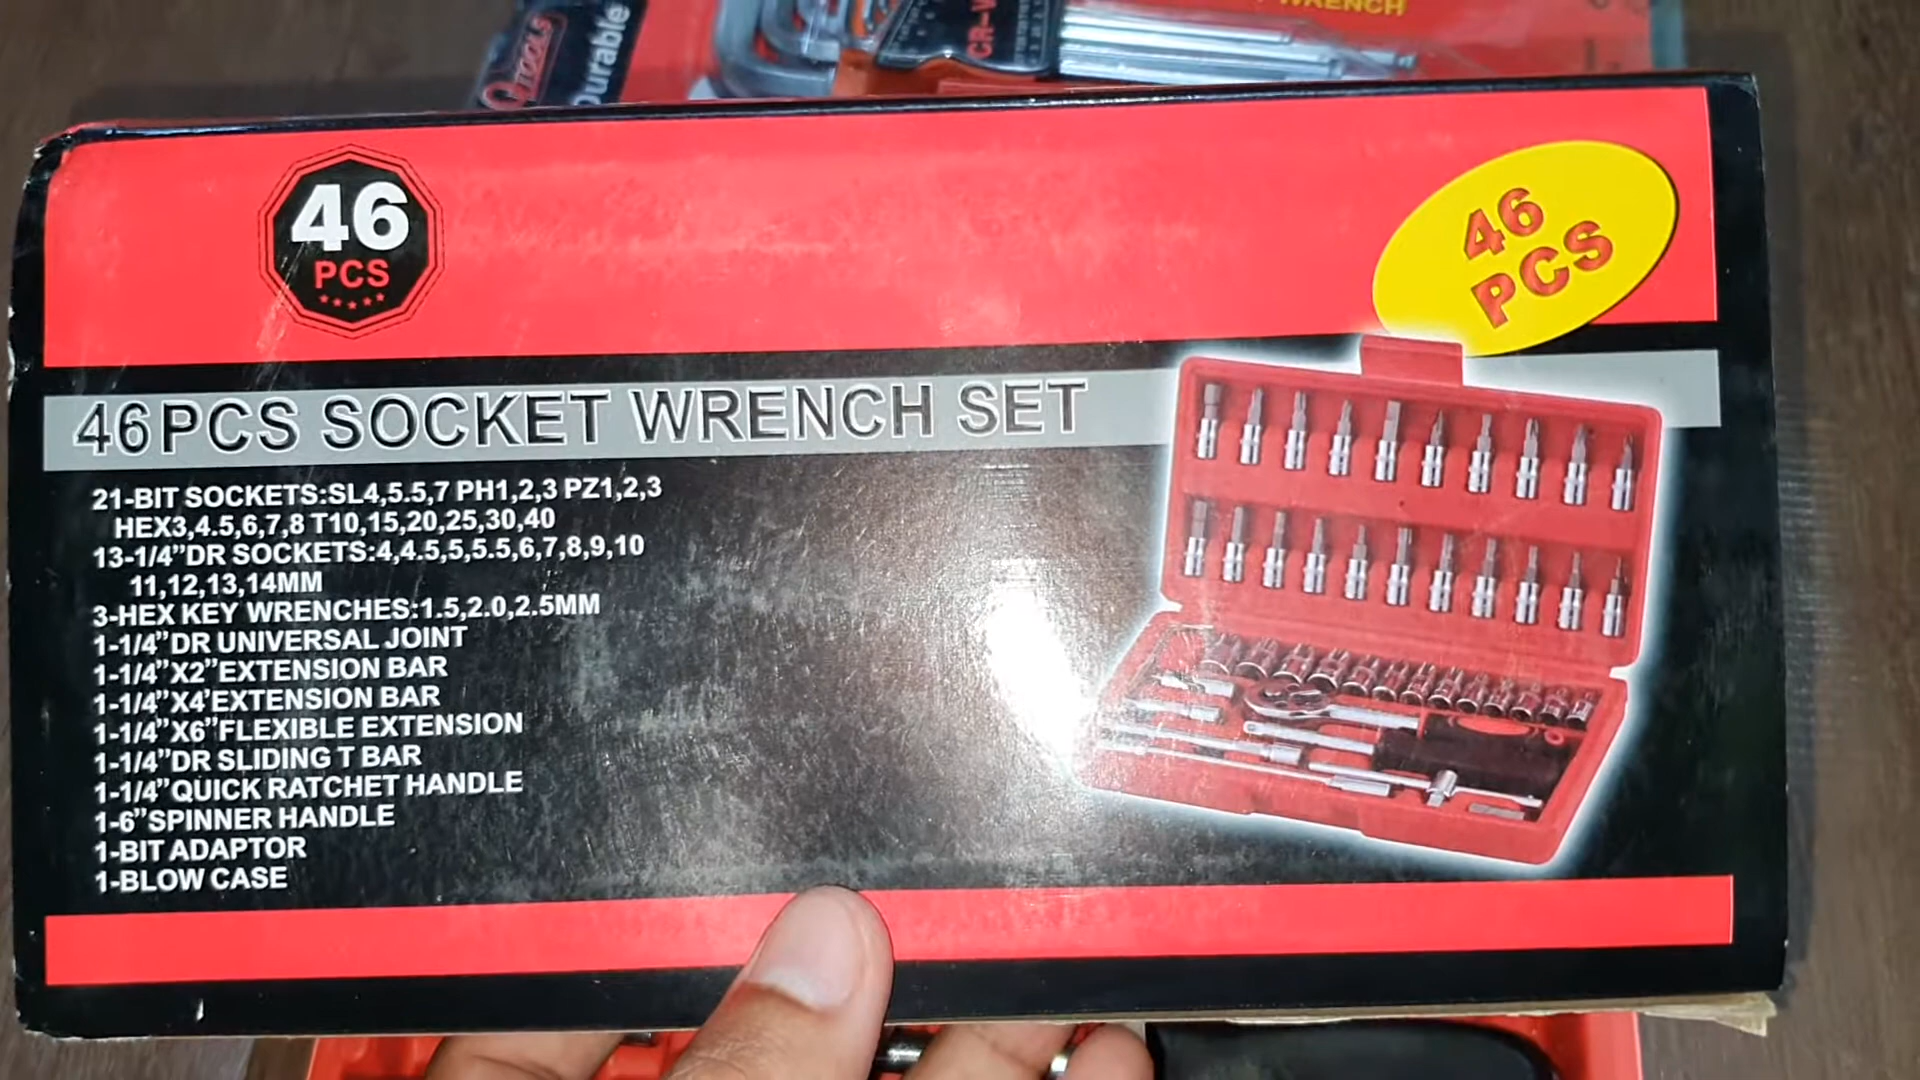 QTOOLS
Durable
CR-V
WRENCH
46
PCS
46
PCS
46PCS SOCKET WRENCH SET
21-BIT SOCKETS:SL4,5.5,7 PH1,2,3 PZ1,2,3
HEX3,4.5,6,7,8 T10,15,20,25,30,40
13-1/4”DR SOCKETS:4,4.5,5,5.5,6,7,8,9,10
11,12,13,14MM
3-HEX KEY WRENCHES:1.5,2.0,2.5MM
1-1/4”DR UNIVERSAL JOINT
1-1/4”X2”EXTENSION BAR
1-1/4”X4’EXTENSION BAR
1-1/4”X6”FLEXIBLE EXTENSION
1-1/4”DR SLIDING T BAR
1-1/4”QUICK RATCHET HANDLE
1-6”SPINNER HANDLE
1-BIT ADAPTOR
1-BLOW CASE